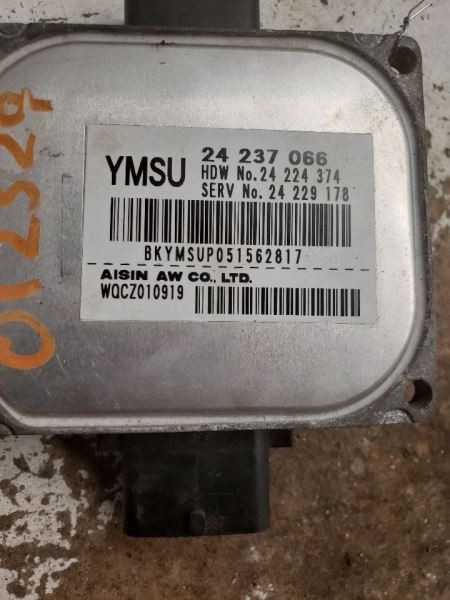 YMSU
24 237 066
HDW No.24 224 374
SERV No.24 229 178
BKYMSUP051562817
AISIN AW CO., LTD.
WQCZ010919
012329